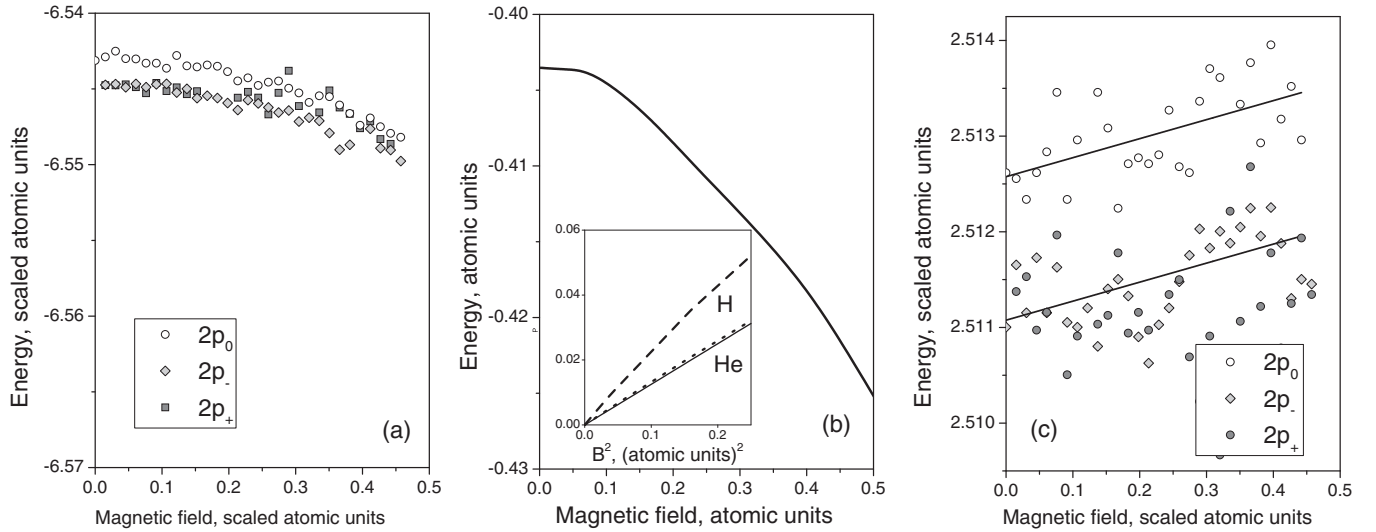 -6.54
-6.55
-6.56
-6.57
0.0
0.1
0.2
0.3
0.4
0.5
Energy, scaled atomic units
Magnetic field, scaled atomic units
2p0
2p-
2p+
(a)
-0.40
-0.41
-0.42
-0.43
0.0
0.1
0.2
0.3
0.4
0.5
Energy, atomic units
Magnetic field, atomic units
0.06
0.04
0.02
0.00
0.0
0.1
0.2
B², (atomic units)²
H
He
(b)
2.514
2.513
2.512
2.511
2.510
0.0
0.1
0.2
0.3
0.4
0.5
Energy, scaled atomic units
Magnetic field, scaled atomic units
2p0
2p-
2p+
(c)